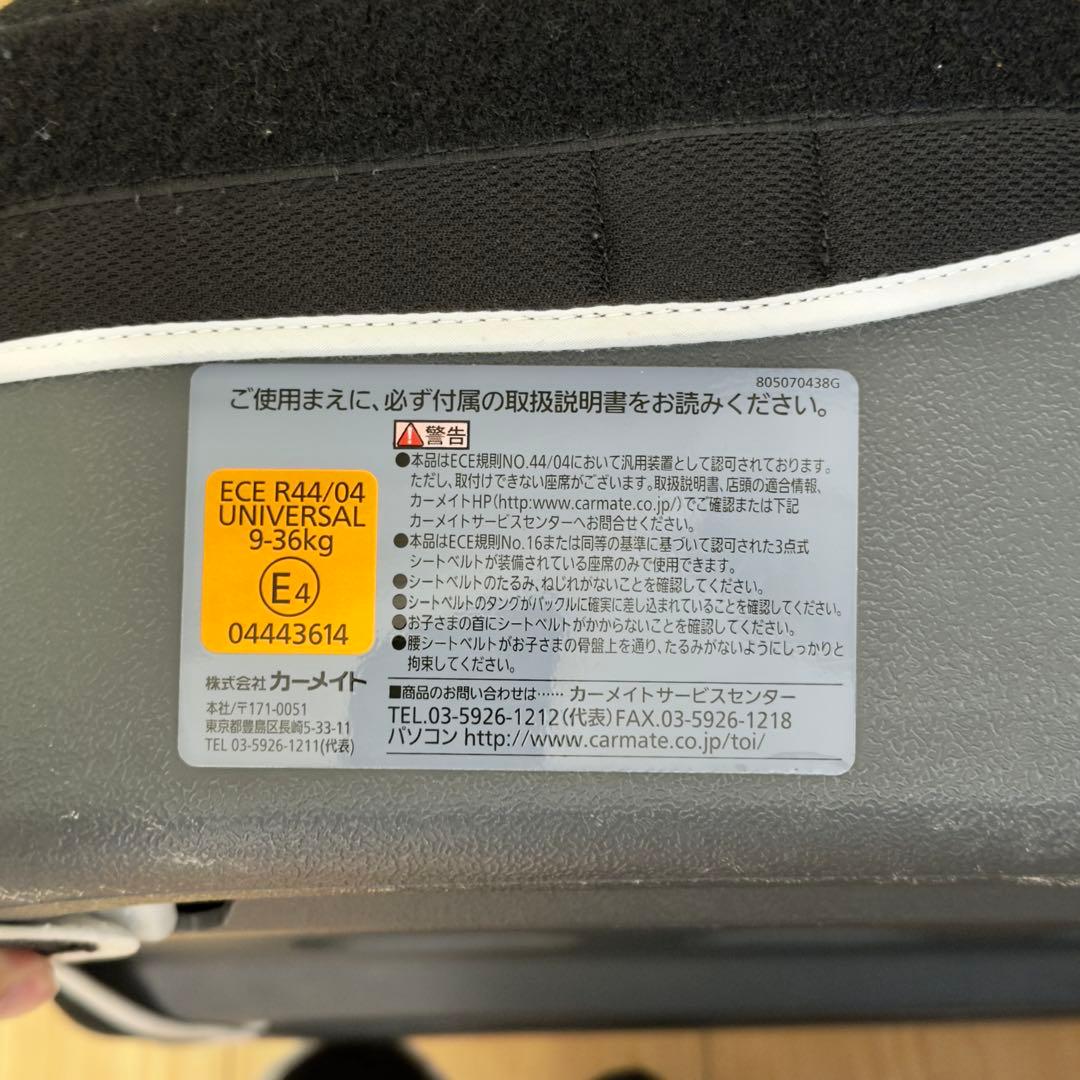 805070438G
ご使用まえに、必ず付属の取扱説明書をお読みください。
警告
●本品はECE規則NO.44/04において汎用装置として認可されております。
ただし、取付けできない座席がございます。取扱説明書、店頭の適合情報、
カーメイトHP(http:www.carmate.co.jp/)でご確認または下記
カーメイトサービスセンターへお問合せください。
●本品はECE規則No.16または同等の基準に基づいて認可された3点式
シートベルトが装備されている座席のみで使用できます。
●シートベルトのたるみ、ねじれがないことを確認してください。
●シートベルトのタングがバックルに確実に差し込まれていることを確認してください。
●お子さまの首にシートベルトがかからないことを確認してください。
●腰シートベルトがお子さまの骨盤上を通り、たるみがないようにしっかりと
拘束してください。
ECE R44/04
UNIVERSAL
9-36kg
E4
04443614
株式会社 カーメイト
本社/〒171-0051
東京都豊島区長崎5-33-11
TEL 03-5926-1211(代表)
■商品のお問い合わせは…… カーメイトサービスセンター
TEL.03-5926-1212(代表)FAX.03-5926-1218
パソコン http://www.carmate.co.jp/toi/